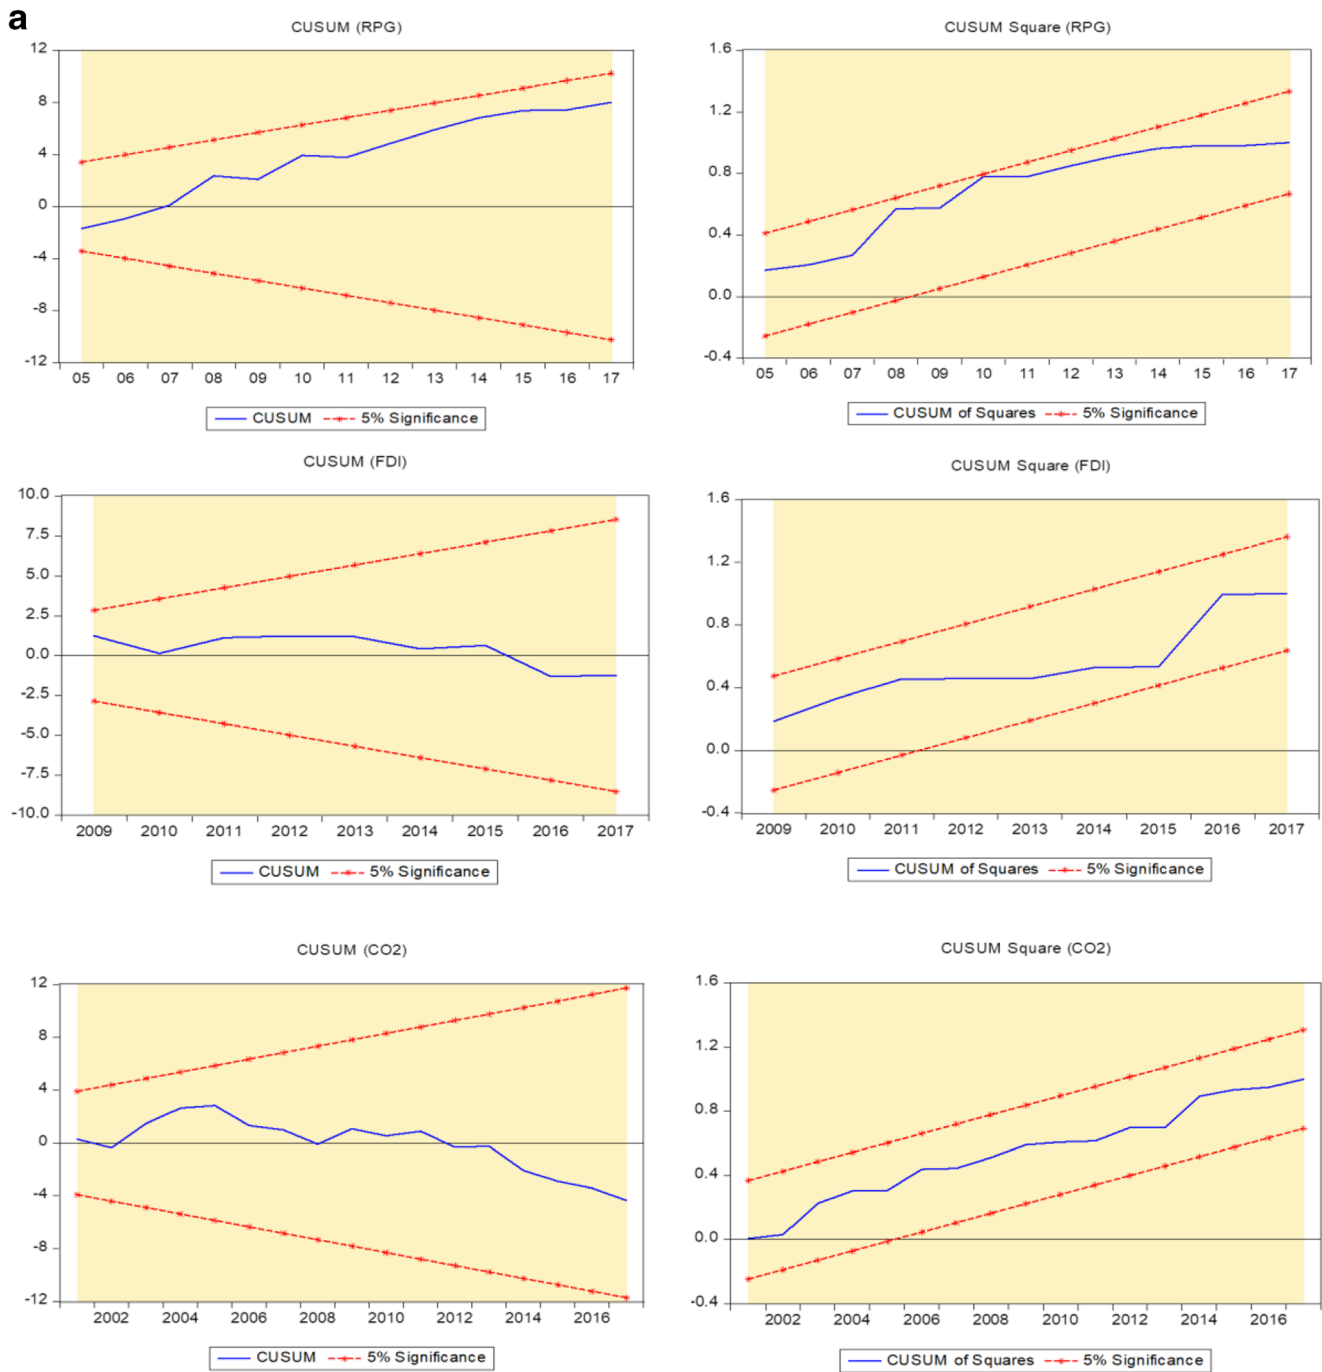 a
CUSUM (RPG)
12
8
4
0
-4
-8
-12
05 06 07 08 09 10 11 12 13 14 15 16 17
CUSUM 5% Significance
CUSUM Square (RPG)
1.6
1.2
0.8
0.4
0.0
-0.4
05 06 07 08 09 10 11 12 13 14 15 16 17
CUSUM of Squares 5% Significance
CUSUM (FDI)
10.0
7.5
5.0
2.5
0.0
-2.5
-5.0
-7.5
-10.0
2009 2010 2011 2012 2013 2014 2015 2016 2017
CUSUM 5% Significance
CUSUM Square (FDI)
1.6
1.2
0.8
0.4
0.0
-0.4
2009 2010 2011 2012 2013 2014 2015 2016 2017
CUSUM of Squares 5% Significance
CUSUM (CO2)
12
8
4
0
-4
-8
-12
2002 2004 2006 2008 2010 2012 2014 2016
CUSUM 5% Significance
CUSUM Square (CO2)
1.6
1.2
0.8
0.4
0.0
-0.4
2002 2004 2006 2008 2010 2012 2014 2016
CUSUM of Squares 5% Significance